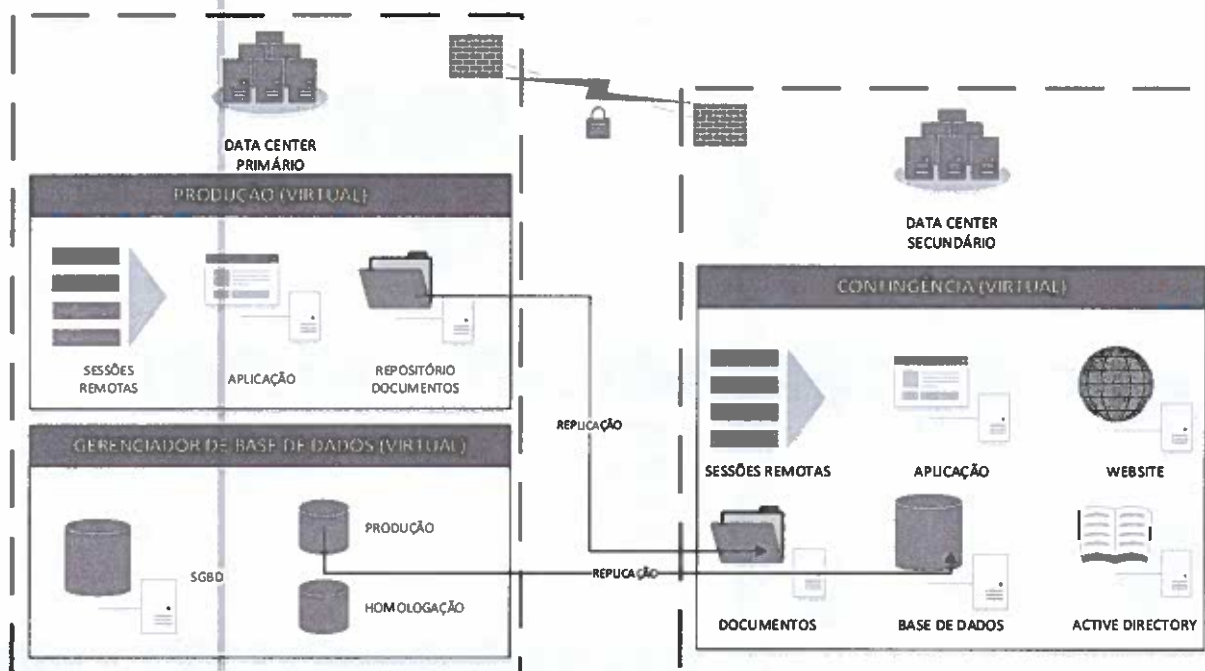 DATA CENTER
PRIMÁRIO
PRODUÇÃO (VIRTUAL)
SESSÕES
REMOTAS
APLICAÇÃO
REPOSITÓRIO
DOCUMENTOS
GERENCIADOR DE BASE DE DADOS (VIRTUAL)
SGBD
PRODUÇÃO
HOMOLOGAÇÃO
REPLICAÇÃO
REPLICAÇÃO
DATA CENTER
SECUNDÁRIO
CONTINGÊNCIA (VIRTUAL)
SESSÕES REMOTAS
APLICAÇÃO
WEBSITE
DOCUMENTOS
BASE DE DADOS
ACTIVE DIRECTORY